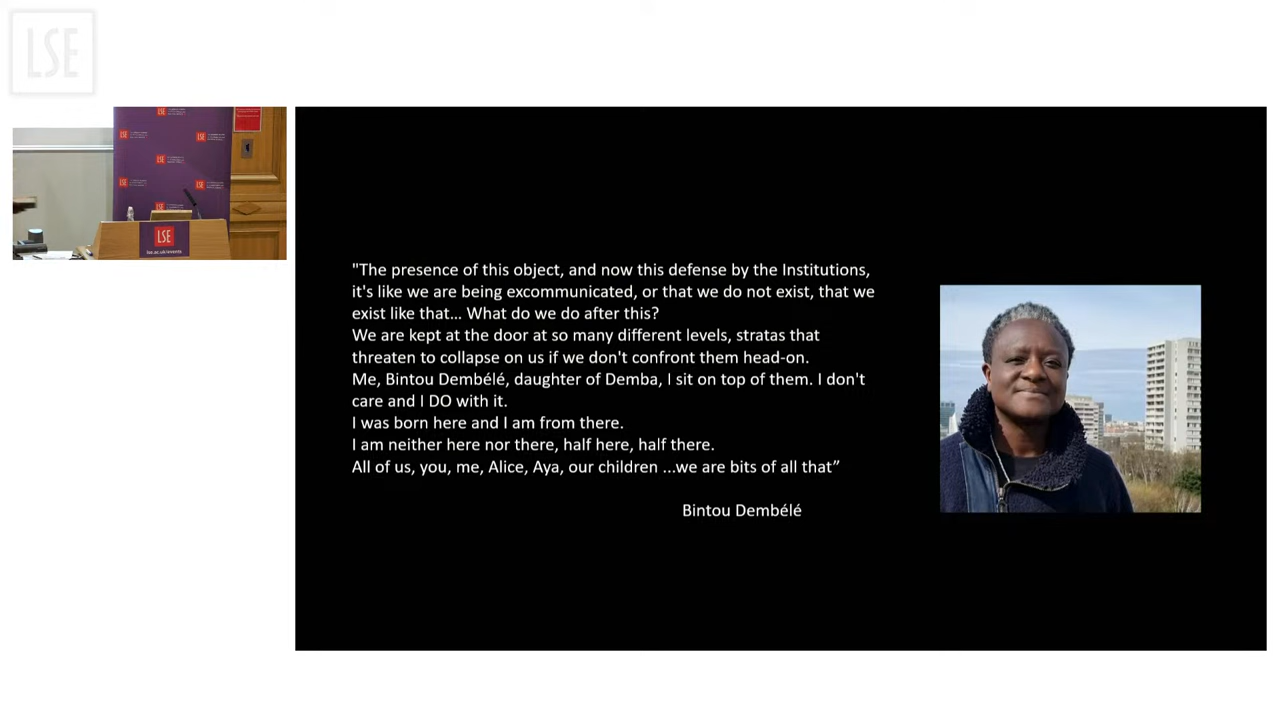 LSE
LSE
lse.ac.uk/events
"The presence of this object, and now this defense by the Institutions,
it's like we are being excommunicated, or that we do not exist, that we
exist like that... What do we do after this?
We are kept at the door at so many different levels, stratas that
threaten to collapse on us if we don't confront them head-on.
Me, Bintou Dembélé, daughter of Demba, I sit on top of them. I don't
care and I DO with it.
I was born here and I am from there.
I am neither here nor there, half here, half there.
All of us, you, me, Alice, Aya, our children ...we are bits of all that”
Bintou Dembélé